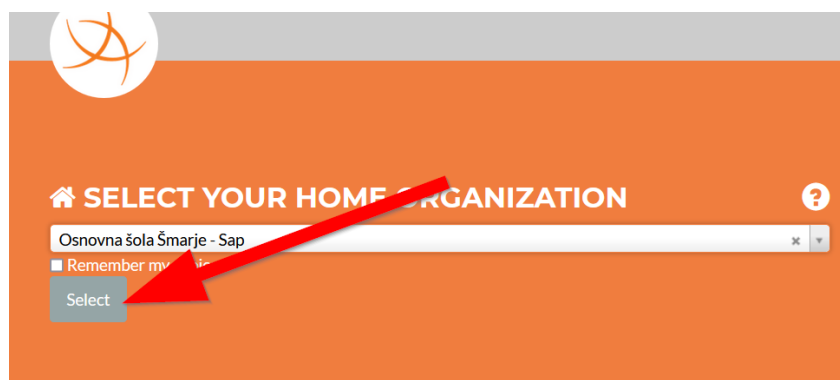 SELECT YOUR HOME ORGANIZATION
Osnovna šola Šmarje - Sap
Remember my
Select